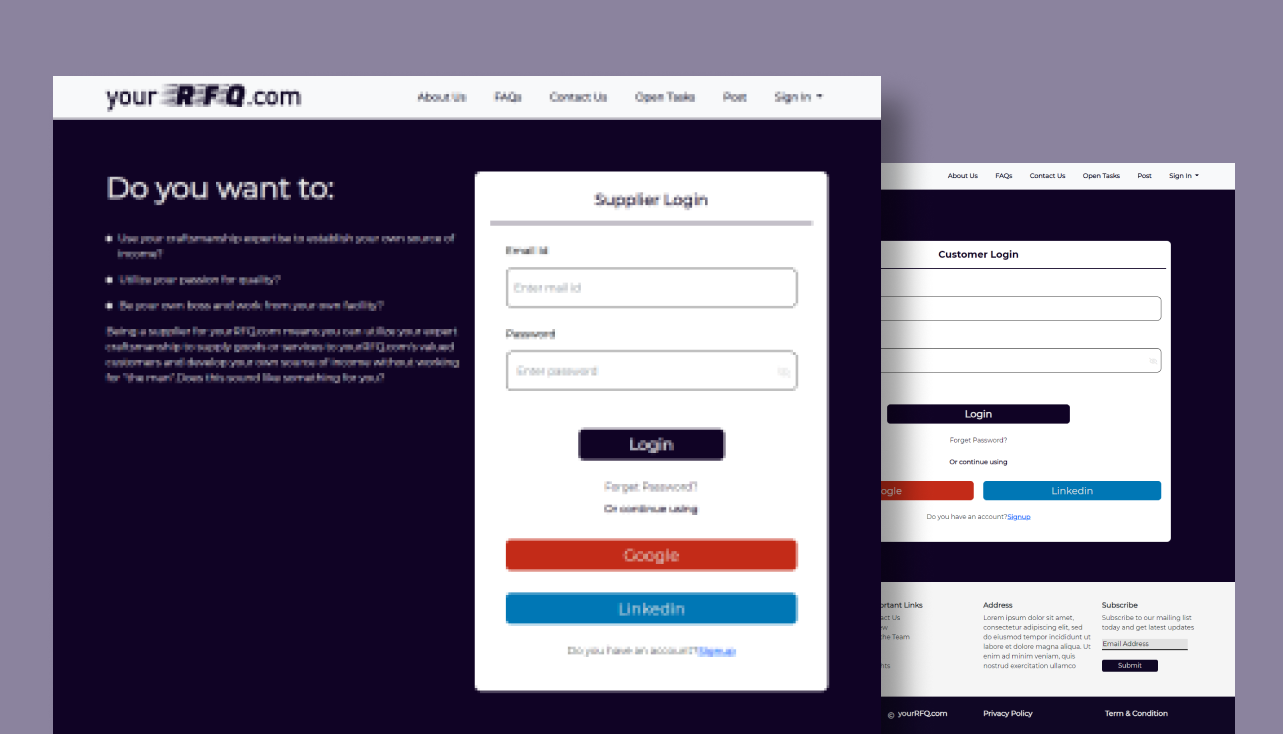 your RFQ.com
About Us FAQs Contact Us Open Tasks Post Sign In
Do you want to:
Use your craftsmanship expertise to establish your own source of
income?
Utilize your passion for quality?
Be your own boss and work from your own facility?
Being a supplier for yourRFQ.com means you can utilize your expert
craftsmanship to supply goods or services to yourRFQ.com's valued
customers and develop your own source of income without working
for "the man".Does this sound like something for you?
Supplier Login
Email Id
Enter mail id
Password
Enter password
Login
Forget Password?
Or continue using
Google
Linkedin
Do you have an account?Signup
About Us FAQs Contact Us Open Tasks Post Sign In
Customer Login
Login
Forget Password?
Or continue using
ogle Linkedin
Do you have an account?Signup
ortant Links
act Us
the Team
Address
Lorem ipsum dolor sit amet,
consectetur adipiscing elit, sed
do eiusmod tempor incididunt ut
labore et dolore magna aliqua. Ut
enim ad minim veniam, quis
nostrud exercitation ullamco
Subscribe
Subscribe to our mailing list
today and get latest updates
Email Address
Submit
© yourRFQ.com Privacy Policy Term & Condition